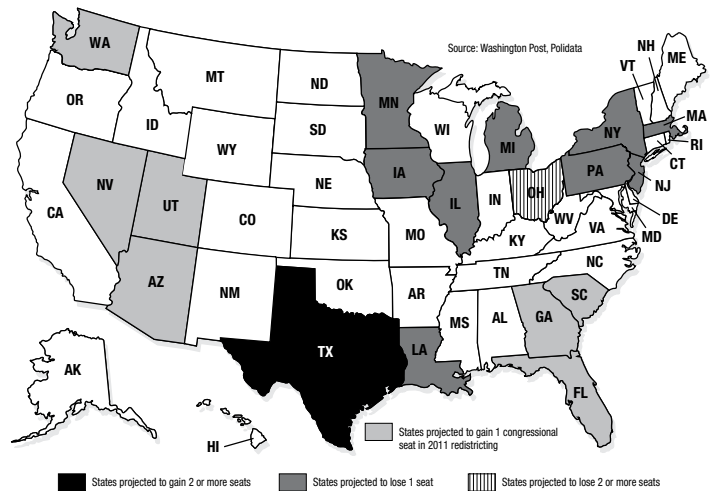 Source: Washington Post, Polidata
WA
MT
ND
MN
VT
NH
ME
OR
ID
WY
SD
WI
MI
NY
MA
RI
CT
NV
UT
CO
NE
IA
IL
IN
OH
PA
NJ
DE
MD
CA
AZ
NM
KS
MO
KY
WV
VA
OK
AR
TN
NC
SC
TX
LA
MS
AL
GA
FL
AK
HI
States projected to gain 1 congressional
seat in 2011 redistricting
States projected to gain 2 or more seats
States projected to lose 1 seat
States projected to lose 2 or more seats